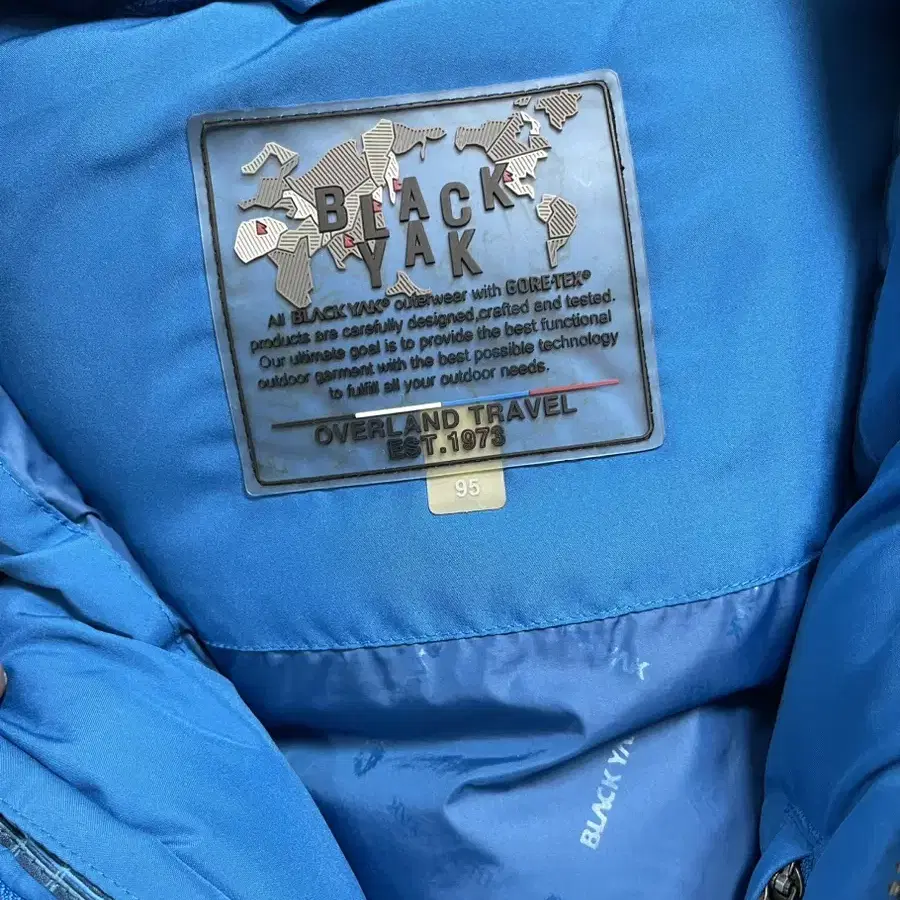 BLACK
YAK
All BLACK YAK® outerwear with GORE-TEX®
products are carefully designed,crafted and tested.
Our ultimate goal is to provide the best functional
outdoor garment with the best possible technology
to fulfill all your outdoor needs.
OVERLAND TRAVEL
EST.1973
95
BLACK YAK